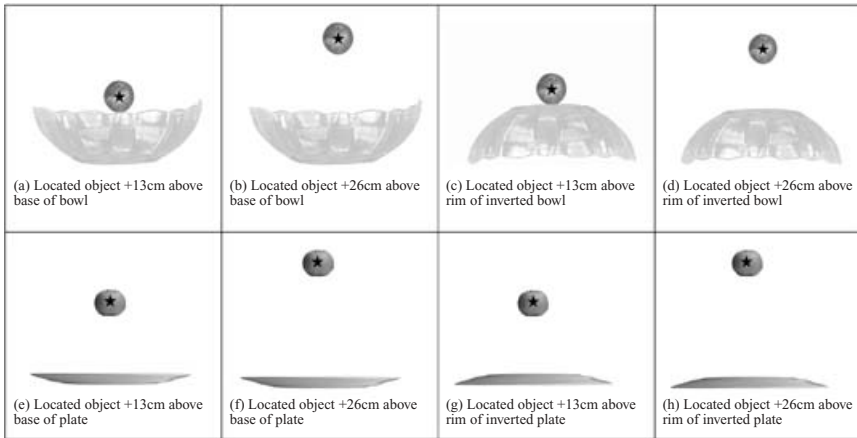 (a) Located object +13cm above
base of bowl
(b) Located object +26cm above
base of bowl
(c) Located object +13cm above
rim of inverted bowl
(d) Located object +26cm above
rim of inverted bowl
(e) Located object +13cm above
base of plate
(f) Located object +26cm above
base of plate
(g) Located object +13cm above
rim of inverted plate
(h) Located object +26cm above
rim of inverted plate